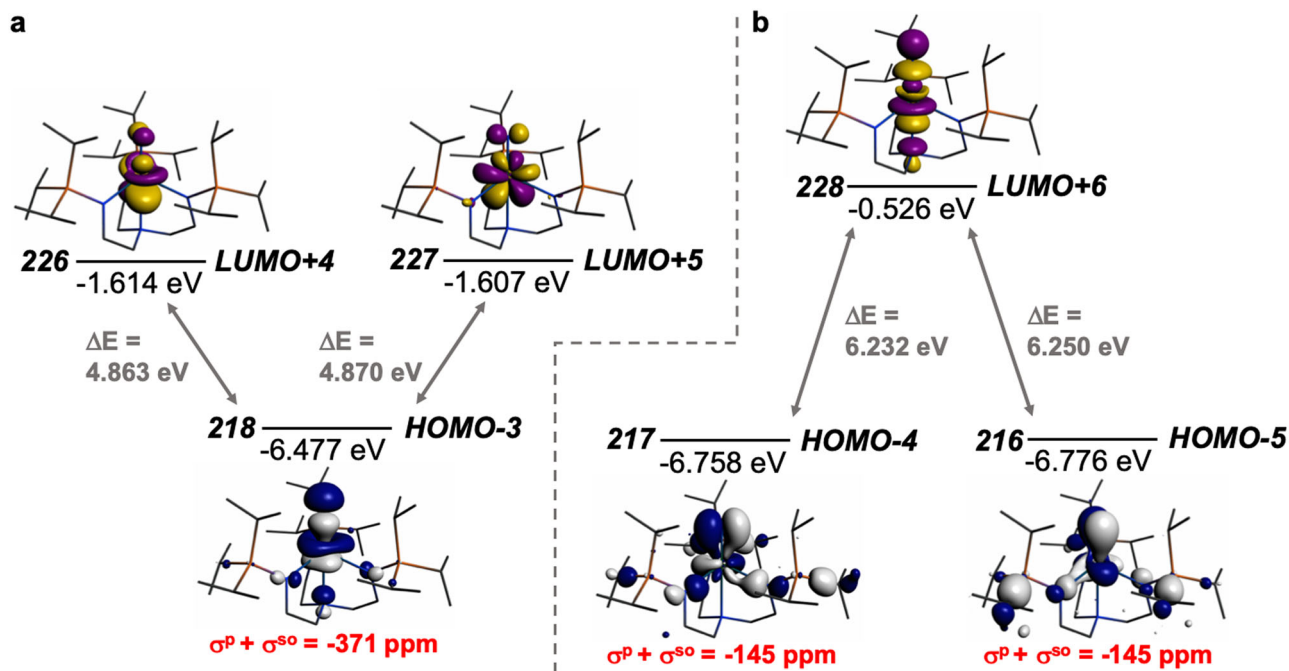 a
b
226 LUMO+4
-1.614 eV
227 LUMO+5
-1.607 eV
228 LUMO+6
-0.526 eV
ΔE =
4.863 eV
ΔE =
4.870 eV
ΔE =
6.232 eV
ΔE =
6.250 eV
218 HOMO-3
-6.477 eV
217 HOMO-4
-6.758 eV
216 HOMO-5
-6.776 eV
σᵖ + σˢᵒ = -371 ppm
σᵖ + σˢᵒ = -145 ppm
σᵖ + σˢᵒ = -145 ppm